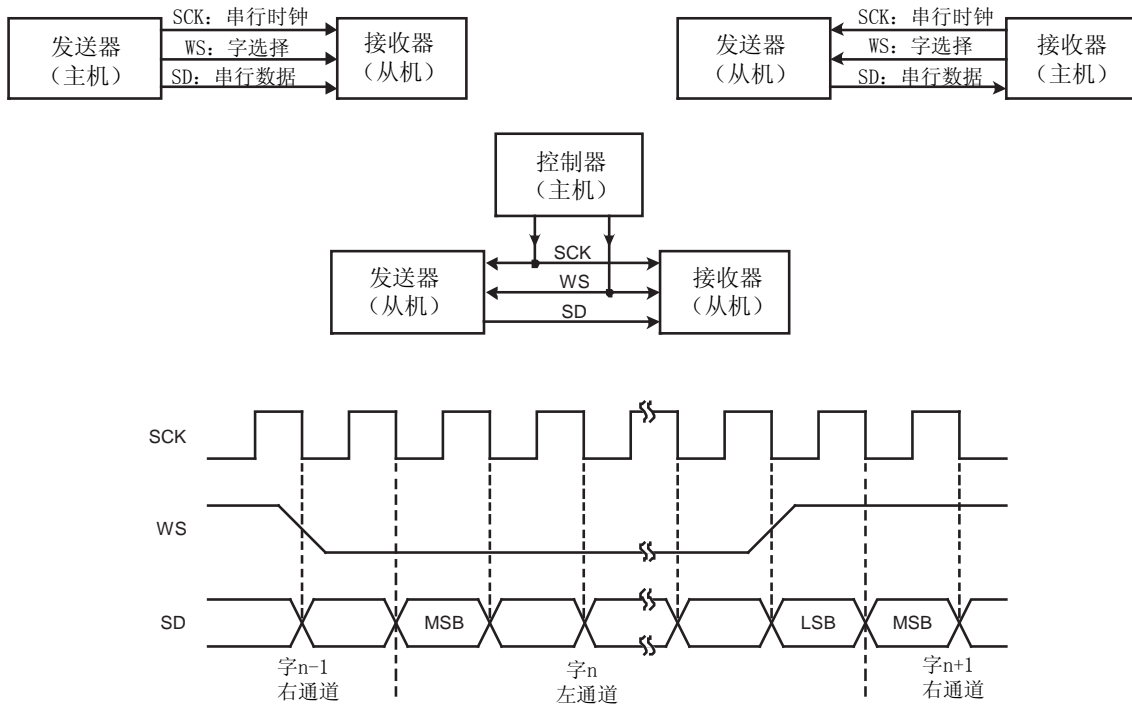 SCK：串行时钟
发送器
（主机）
WS：字选择
接收器
（从机）
SD：串行数据
SCK：串行时钟
发送器
（从机）
WS：字选择
接收器
（主机）
SD：串行数据
控制器
（主机）
发送器
（从机）
SCK
WS
SD
接收器
（从机）
SCK
WS
SD
MSB
LSB
MSB
字n-1
右通道
字n
左通道
字n+1
右通道